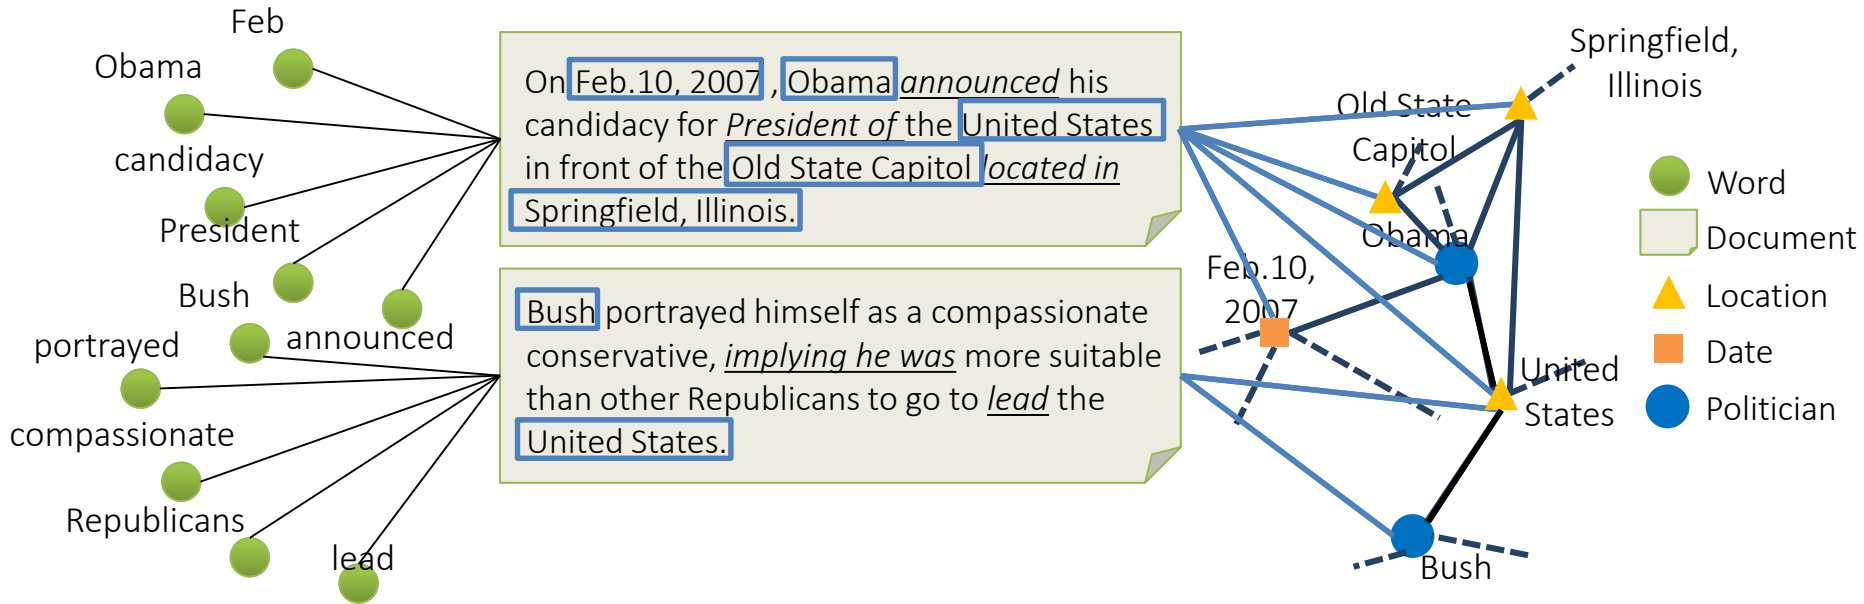 Feb
Obama
candidacy
President
Bush
announced
portrayed
compassionate
Republicans
lead
On Feb.10, 2007 , Obama announced his
candidacy for President of the United States
in front of the Old State Capitol located in
Springfield, Illinois.
Bush portrayed himself as a compassionate
conservative, implying he was more suitable
than other Republicans to go to lead the
United States.
Springfield,
Illinois
Old State
Capitol
Obama
Feb.10,
2007
United
States
Bush
Word
Document
Location
Date
Politician